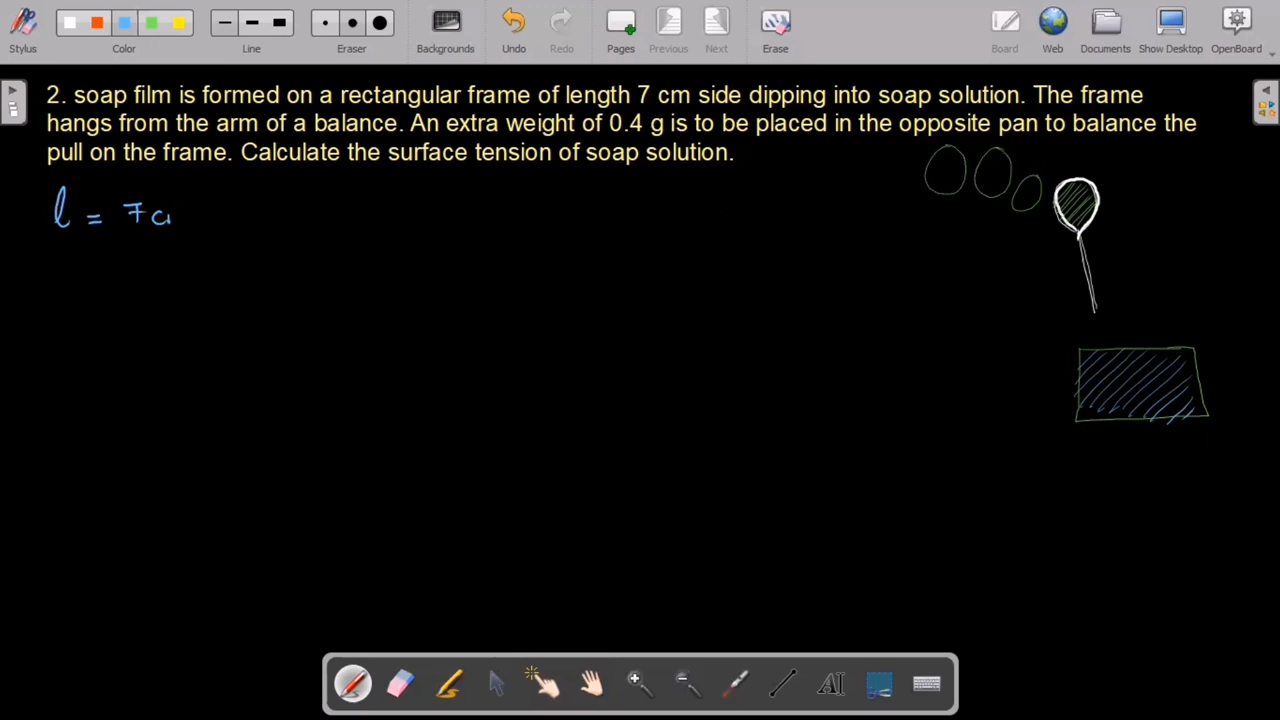 Stylus
Color
Line
Eraser
Backgrounds
Undo
Redo
Pages
Previous
Next
Erase
Board
Web
Documents
Show Desktop
OpenBoard
2. soap film is formed on a rectangular frame of length 7 cm side dipping into soap solution. The frame
hangs from the arm of a balance. An extra weight of 0.4 g is to be placed in the opposite pan to balance the
pull on the frame. Calculate the surface tension of soap solution.
l = 7c
AI